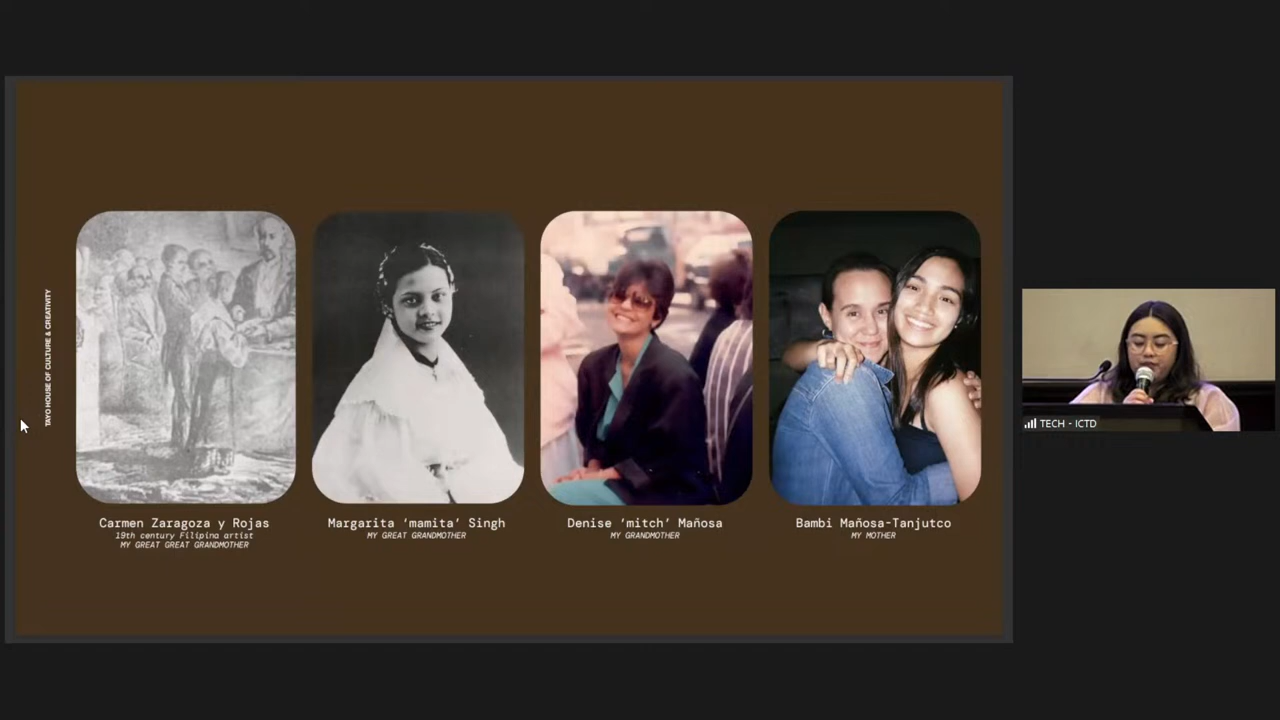 TAYO HOUSE OF CULTURE & CREATIVITY
Carmen Zaragoza y Rojas
19th century Filipina artist
MY GREAT GREAT GRANDMOTHER
Margarita ‘mamita’ Singh
MY GREAT GRANDMOTHER
Denise ‘mitch’ Mañosa
MY GRANDMOTHER
Bambi Mañosa-Tanjutco
MY MOTHER
TECH - ICTD